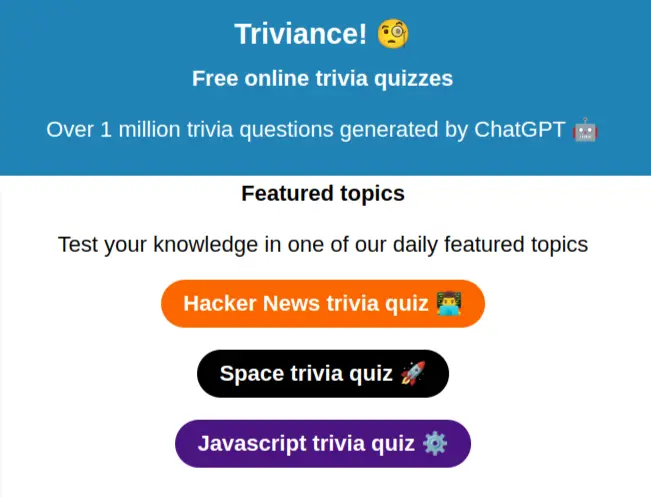 Triviance! 🧐
Free online trivia quizzes
Over 1 million trivia questions generated by ChatGPT 🤖
Featured topics
Test your knowledge in one of our daily featured topics
Hacker News trivia quiz 👨‍💻
Space trivia quiz 🚀
Javascript trivia quiz ⚙️